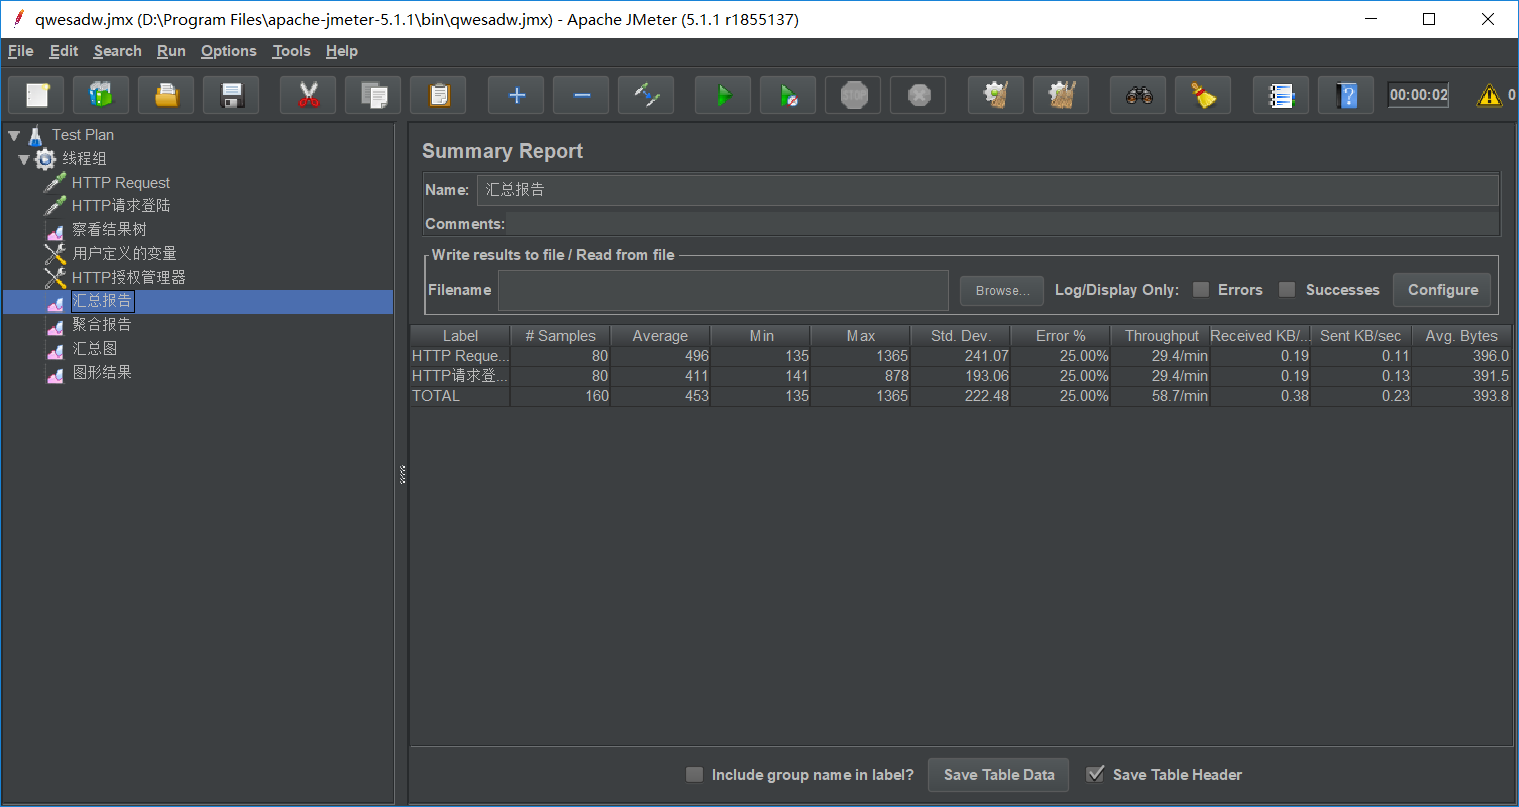 qwesadw.jmx (D:\Program Files\apache-jmeter-5.1.1\bin\qwesadw.jmx) - Apache JMeter (5.1.1 r1855137)
File Edit Search Run Options Tools Help
STOP 00:00:02 0
Test Plan
线程组
HTTP Request
HTTP请求登陆
察看结果树
用户定义的变量
HTTP授权管理器
汇总报告
聚合报告
汇总图
图形结果
Summary Report
Name: 汇总报告
Comments:
Write results to file / Read from file
Filename Browse... Log/Display Only: Errors Successes Configure
Label # Samples Average Min Max Std. Dev. Error % Throughput Received KB/... Sent KB/sec Avg. Bytes
HTTP Reque... 80 496 135 1365 241.07 25.00% 29.4/min 0.19 0.11 396.0
HTTP请求登... 80 411 141 878 193.06 25.00% 29.4/min 0.19 0.13 391.5
TOTAL 160 453 135 1365 222.48 25.00% 58.7/min 0.38 0.23 393.8
Include group name in label? Save Table Data Save Table Header